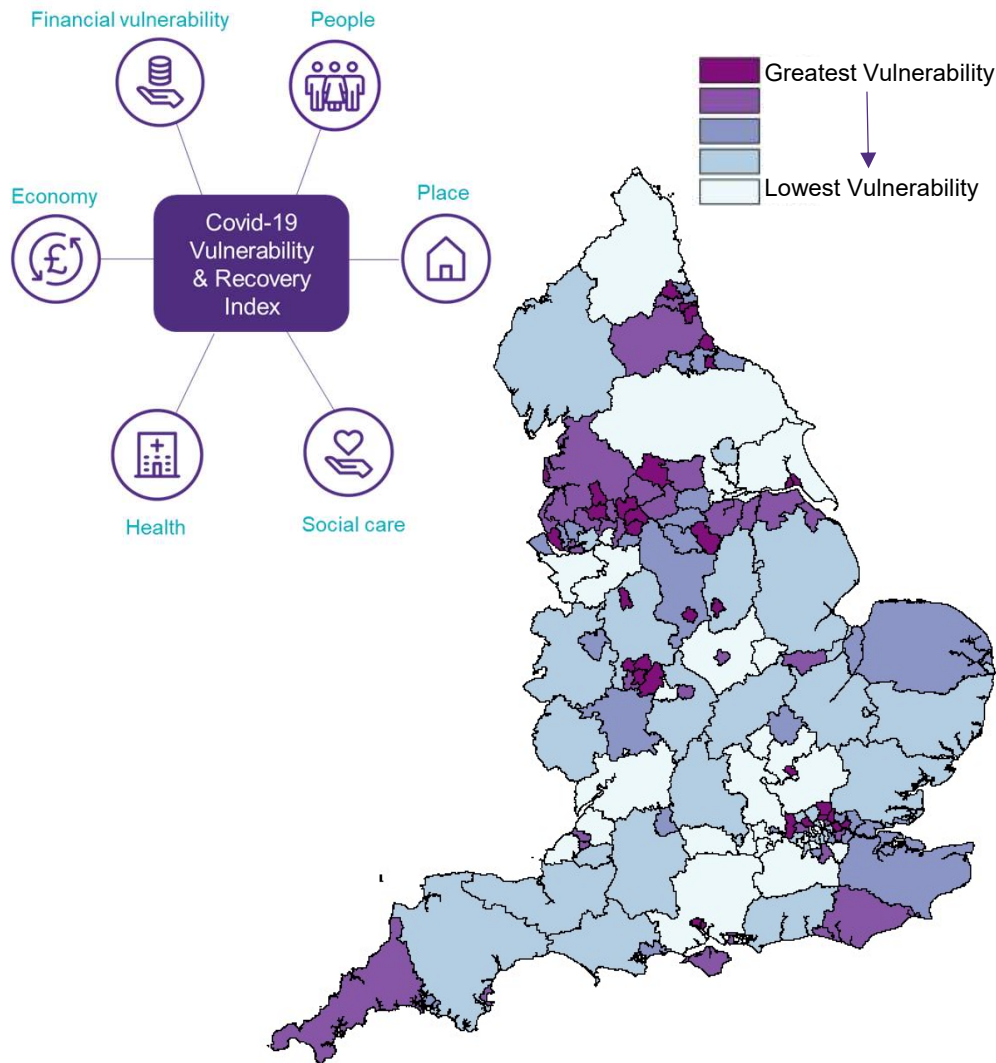 Financial vulnerability
People
Greatest Vulnerability
Lowest Vulnerability
Economy
£
Covid-19
Vulnerability
& Recovery
Index
Place
Health
Social care